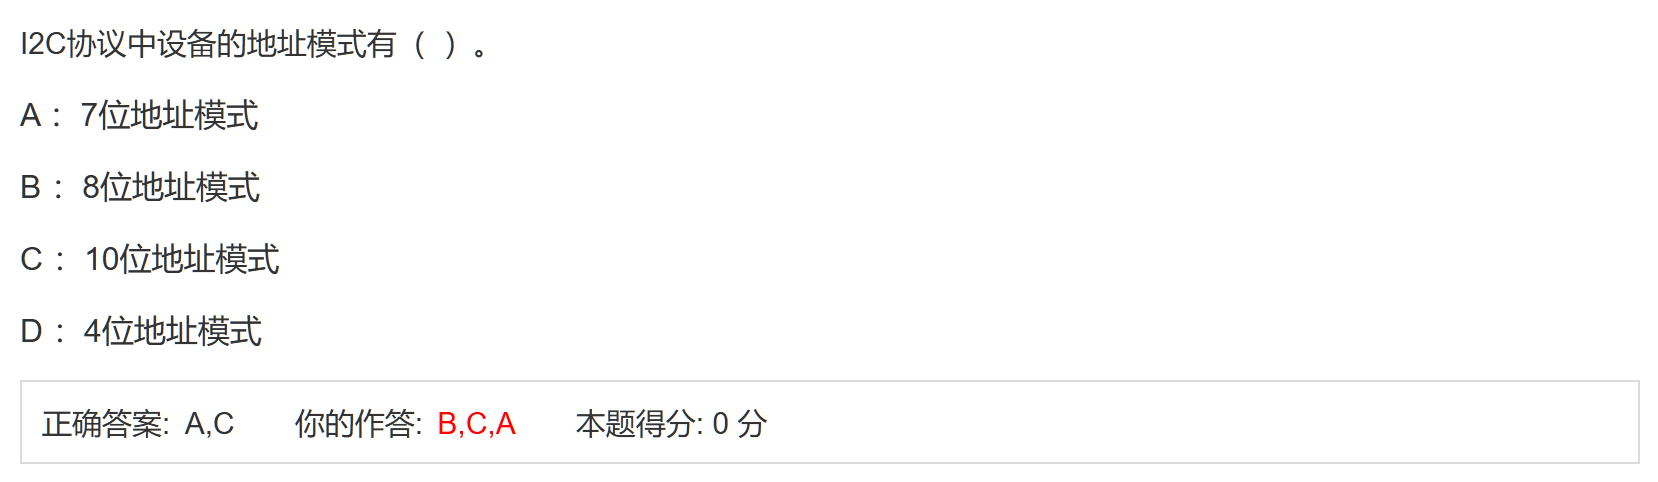 I2C协议中设备的地址模式有（ ）。
A： 7位地址模式
B： 8位地址模式
C： 10位地址模式
D： 4位地址模式
正确答案: A,C 你的作答: B,C,A 本题得分: 0 分